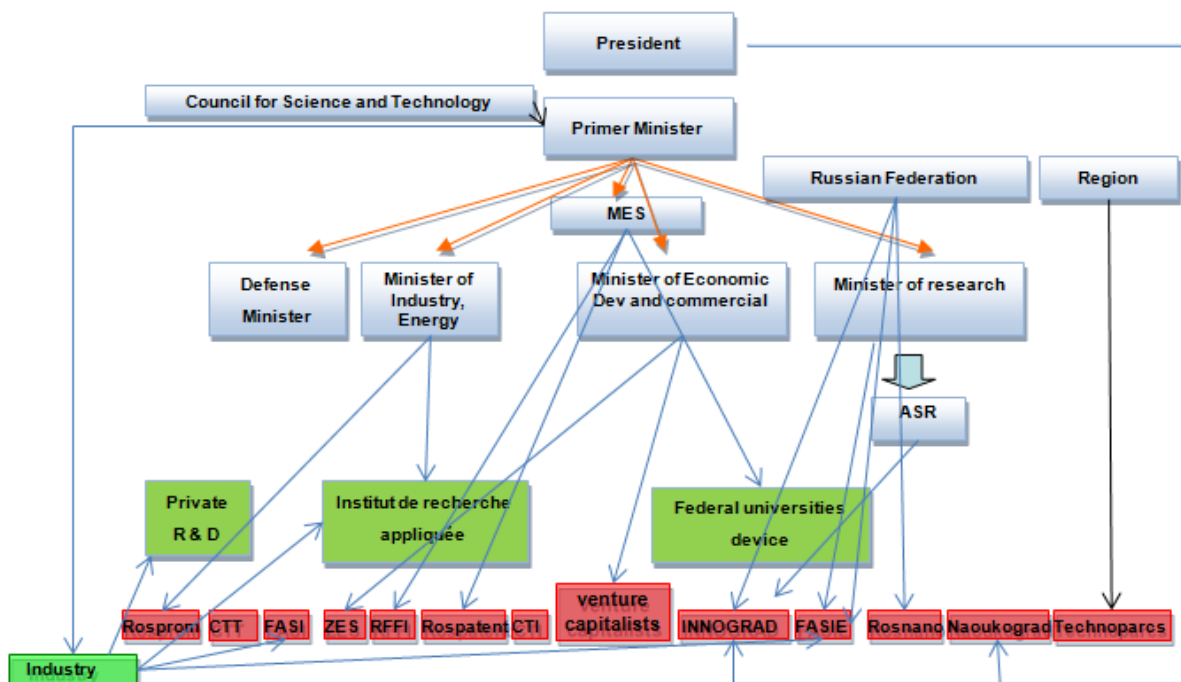 President
Council for Science and Technology
Primer Minister
Russian Federation
Region
MES
Defense
Minister
Minister of
Industry,
Energy
Minister of Economic
Dev and commercial
Minister of research
ASR
Private
R & D
Institut de recherche
appliquée
Federal universities
device
venture
capitalists
Rosprom
CTT
FASI
ZES
RFFI
Rospatent
CTI
INNOGRAD
FASIE
Rosnano
Naoukograd
Technoparcs
Industry